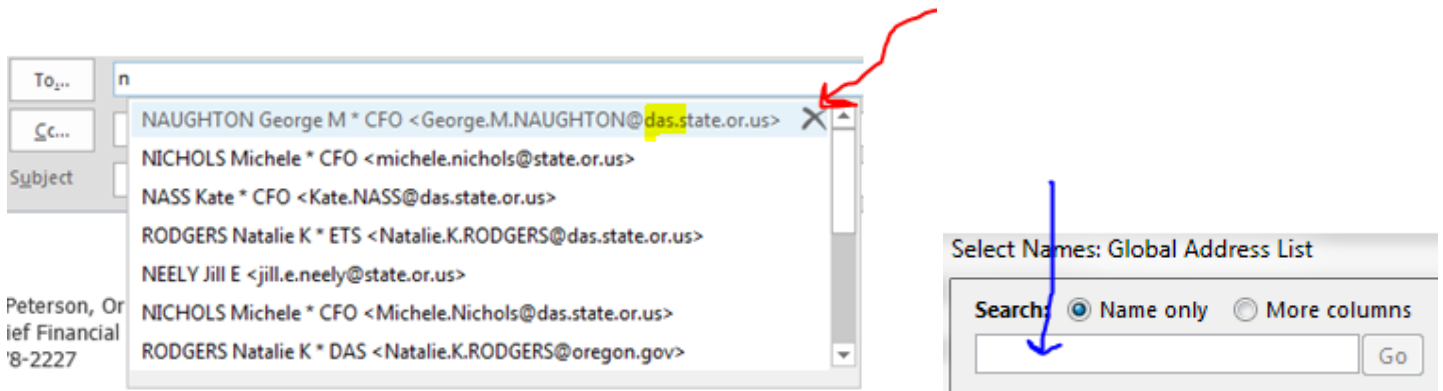 To...
n
Cc...
Subject
NAUGHTON George M * CFO <George.M.NAUGHTON@das.state.or.us>
NICHOLS Michele * CFO <michele.nichols@state.or.us>
NASS Kate * CFO <Kate.NASS@das.state.or.us>
RODGERS Natalie K * ETS <Natalie.K.RODGERS@das.state.or.us>
NEELY Jill E <jill.e.neely@state.or.us>
NICHOLS Michele * CFO <Michele.Nichols@das.state.or.us>
RODGERS Natalie K * DAS <Natalie.K.RODGERS@oregon.gov>
Peterson, Or
ief Financial
78-2227
Select Names: Global Address List
Search: Name only More columns
Go